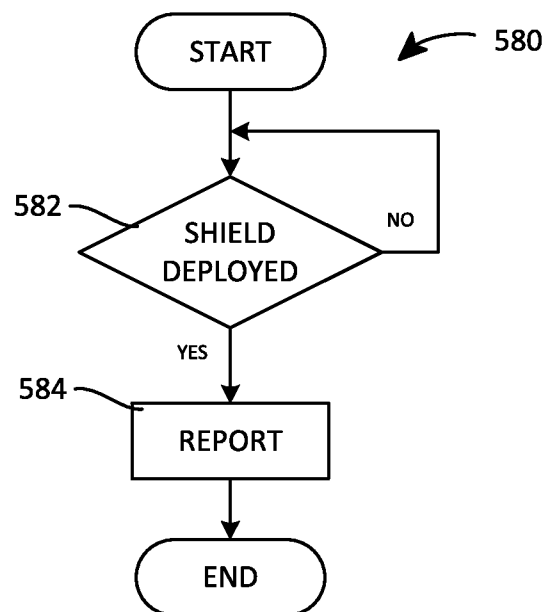 START
580
582
SHIELD
DEPLOYED
NO
YES
584
REPORT
END